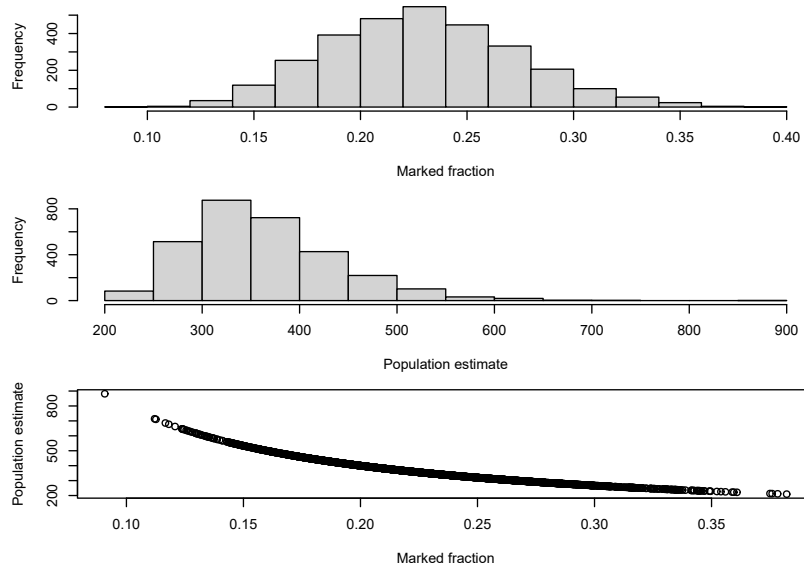 Frequency
0 200 400
0.10 0.15 0.20 0.25 0.30 0.35 0.40
Marked fraction
Frequency
0 400 800
200 300 400 500 600 700 800 900
Population estimate
Population estimate
200 500 800
0.10 0.15 0.20 0.25 0.30 0.35
Marked fraction